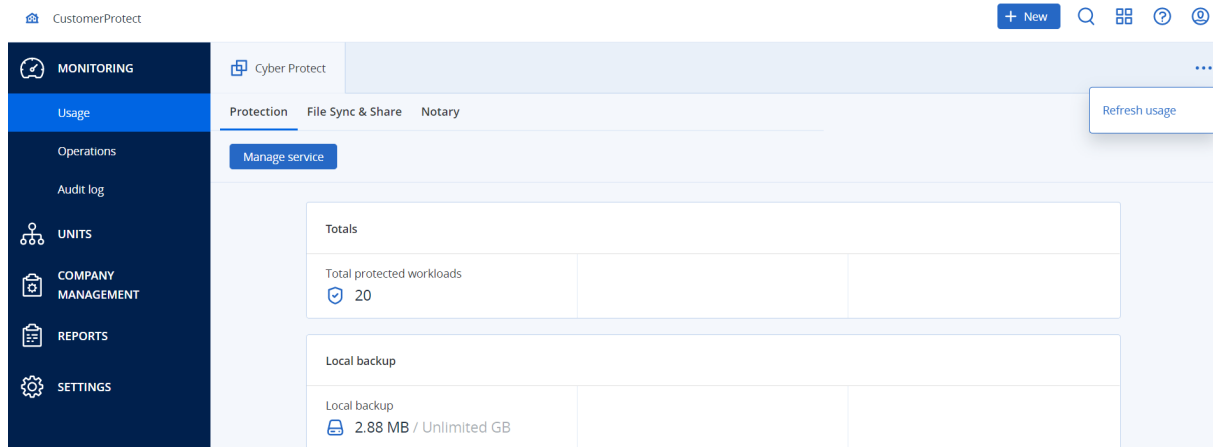 CustomerProtect
+ New
MONITORING
Cyber Protect
Usage
Protection File Sync & Share Notary
Refresh usage
Operations
Manage service
Audit log
UNITS
Totals
COMPANY
MANAGEMENT
Total protected workloads
20
REPORTS
Local backup
SETTINGS
Local backup
2.88 MB / Unlimited GB